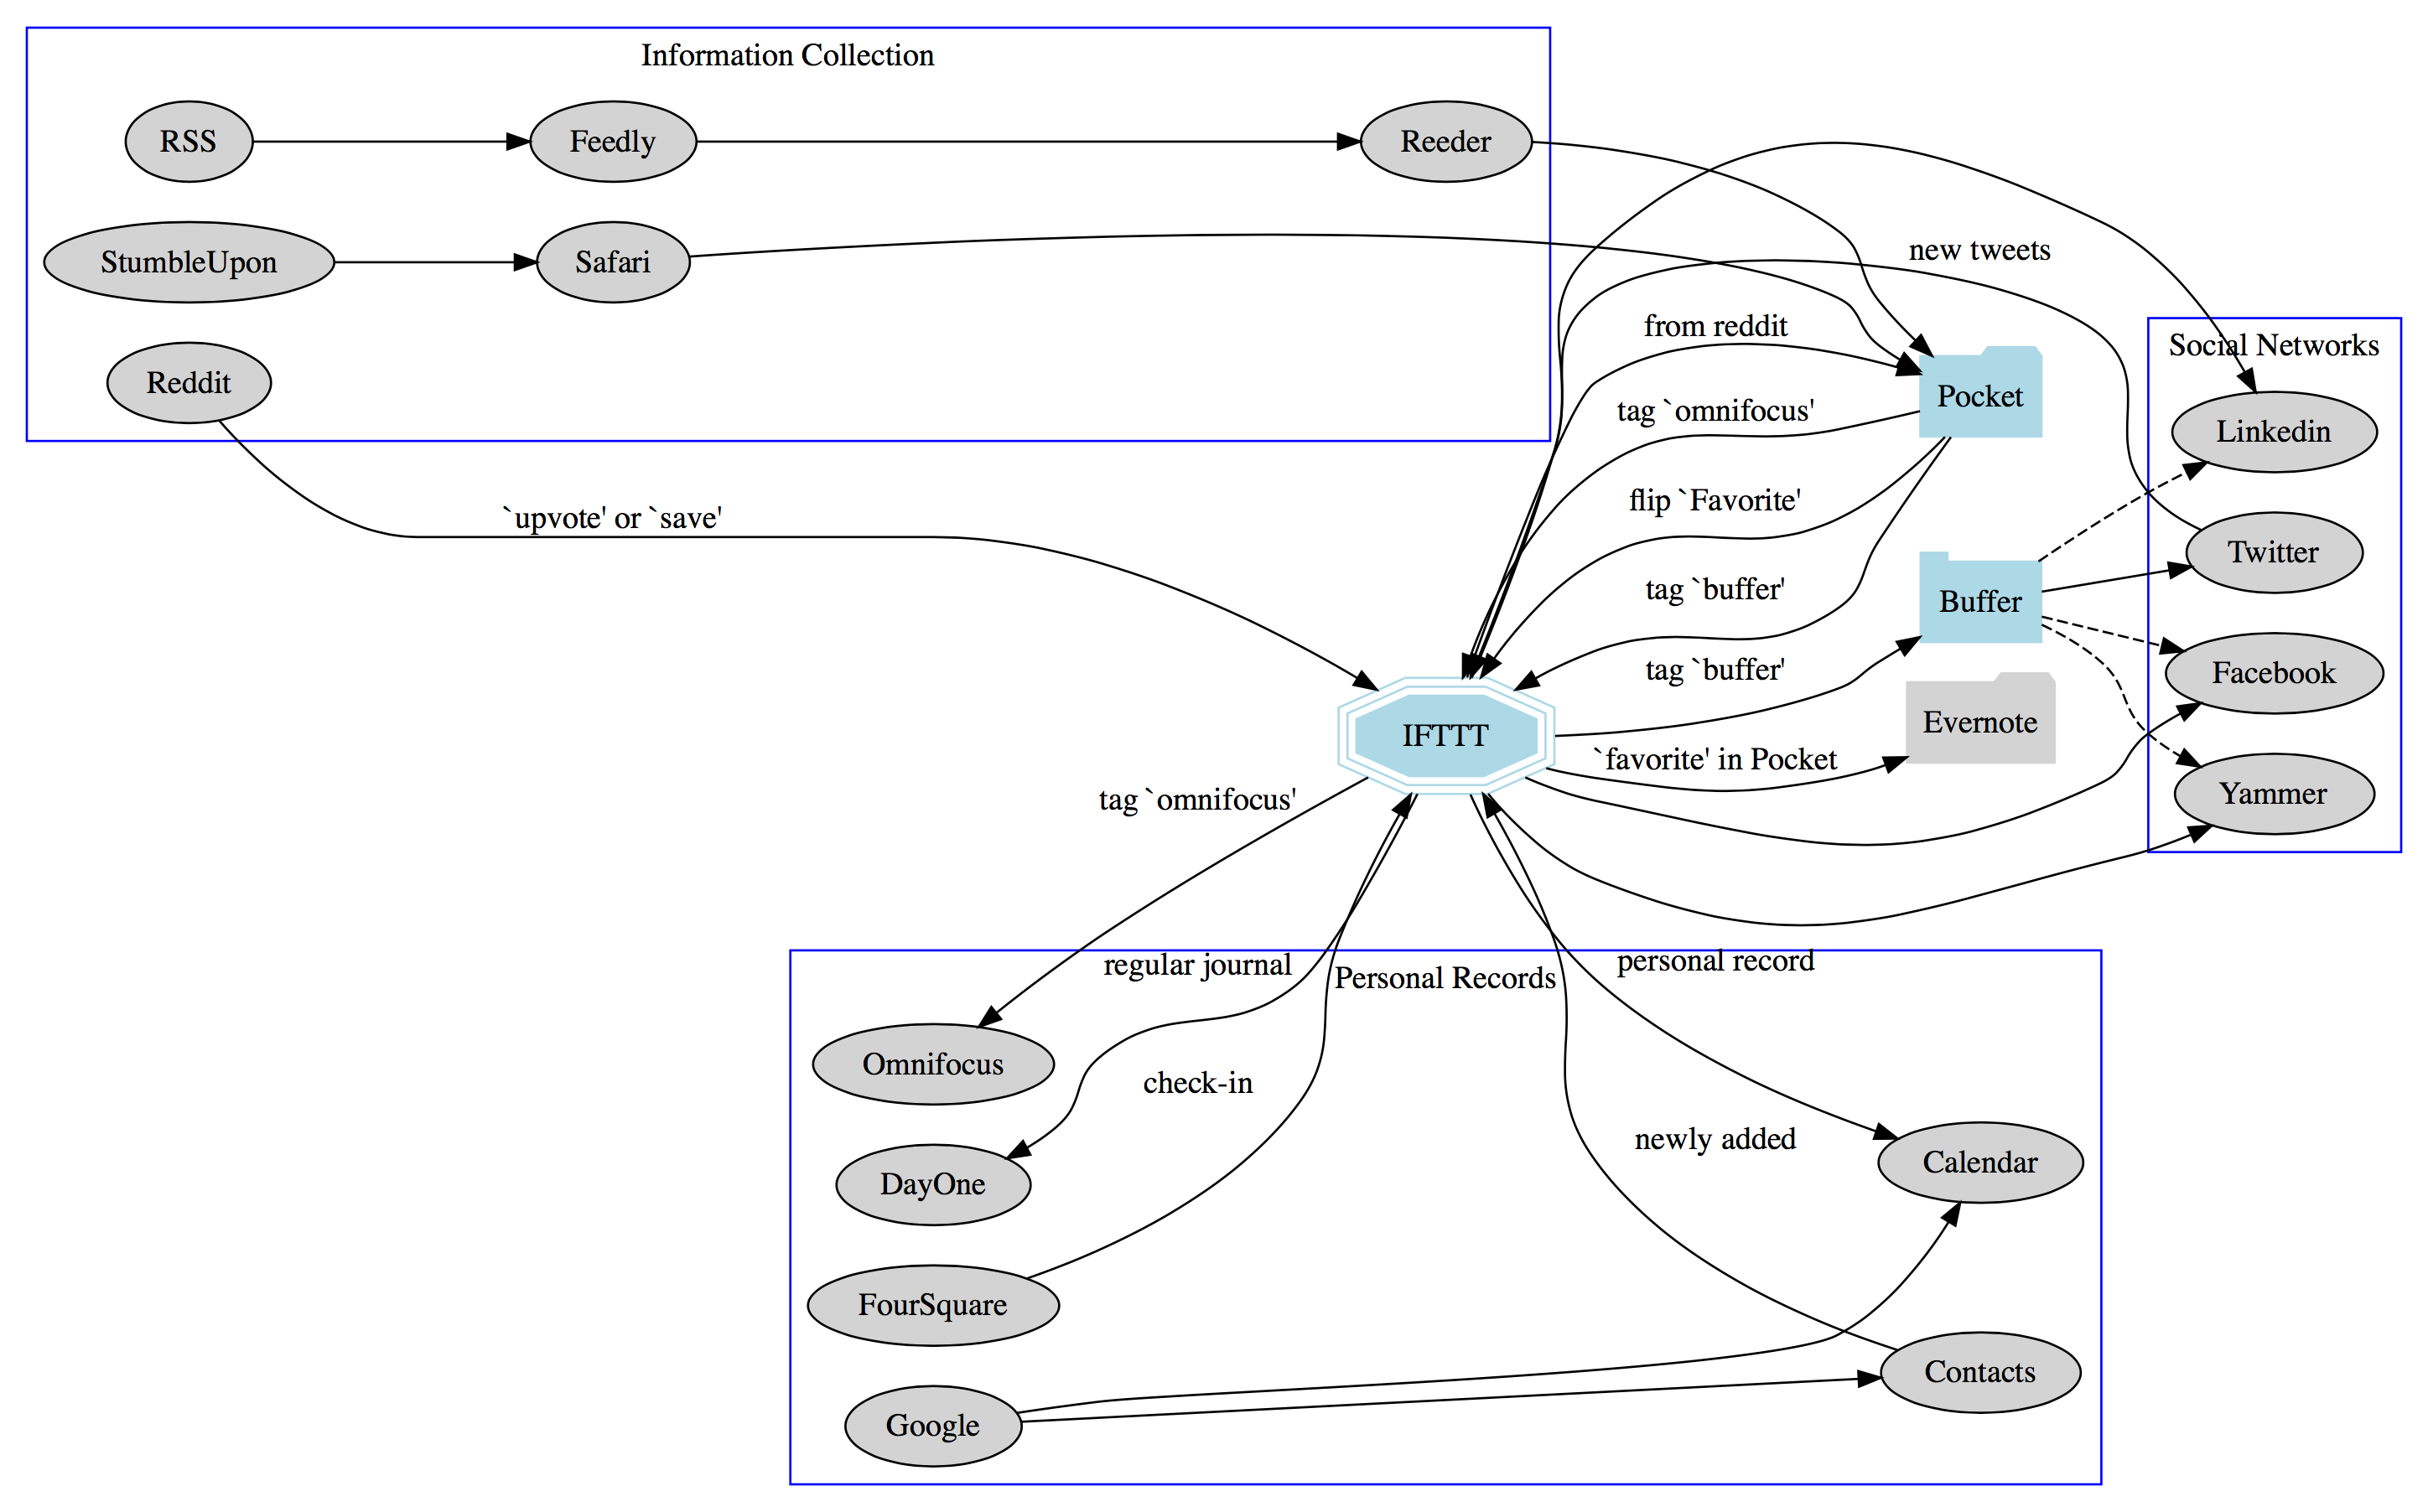 Information Collection
RSS
Feedly
Reeder
StumbleUpon
Safari
Reddit
`upvote' or `save'
new tweets
from reddit
tag `omnifocus'
flip `Favorite'
tag `buffer'
tag `buffer'
`favorite' in Pocket
Pocket
Buffer
Evernote
IFTTT
Social Networks
Linkedin
Twitter
Facebook
Yammer
tag `omnifocus'
regular journal
Personal Records
personal record
Omnifocus
check-in
newly added
DayOne
Calendar
FourSquare
Contacts
Google